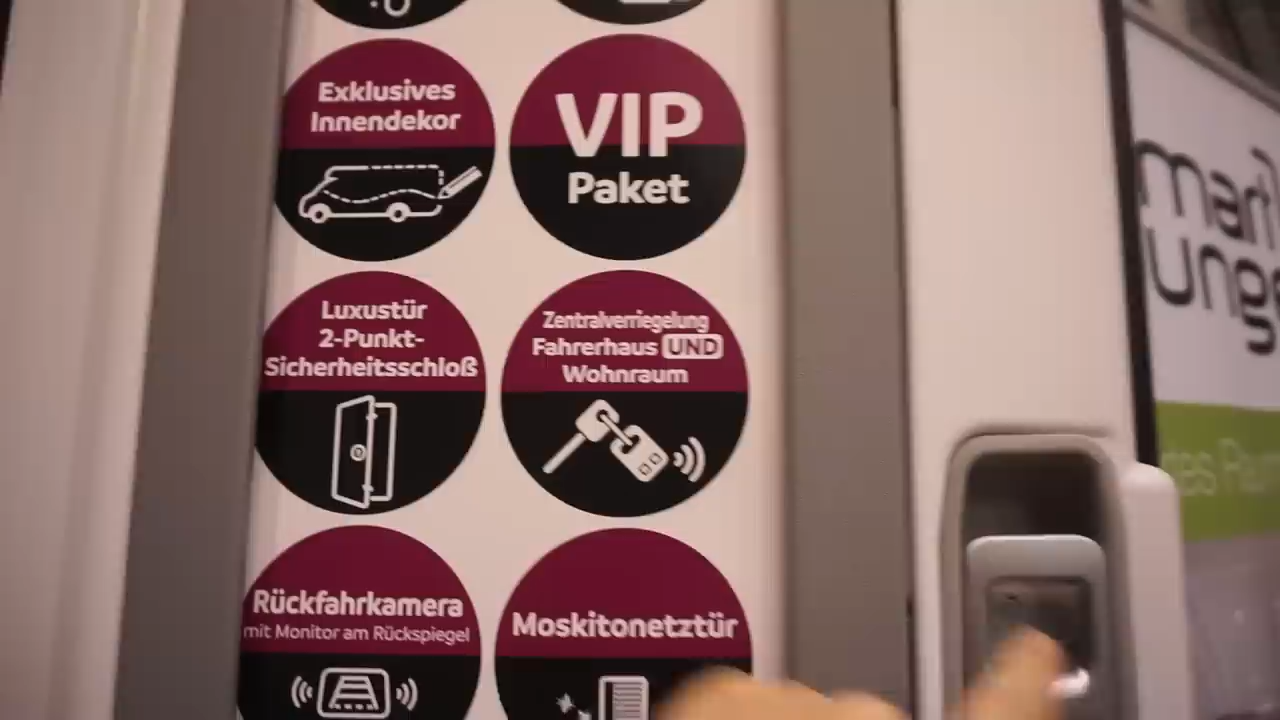 Exklusives
Innendekor
VIP
Paket
Luxustür
2-Punkt-
Sicherheitsschloß
Zentralverriegelung
Fahrerhaus UND
Wohnraum
Rückfahrkamera
mit Monitor am Rückspiegel
Moskitonetztür